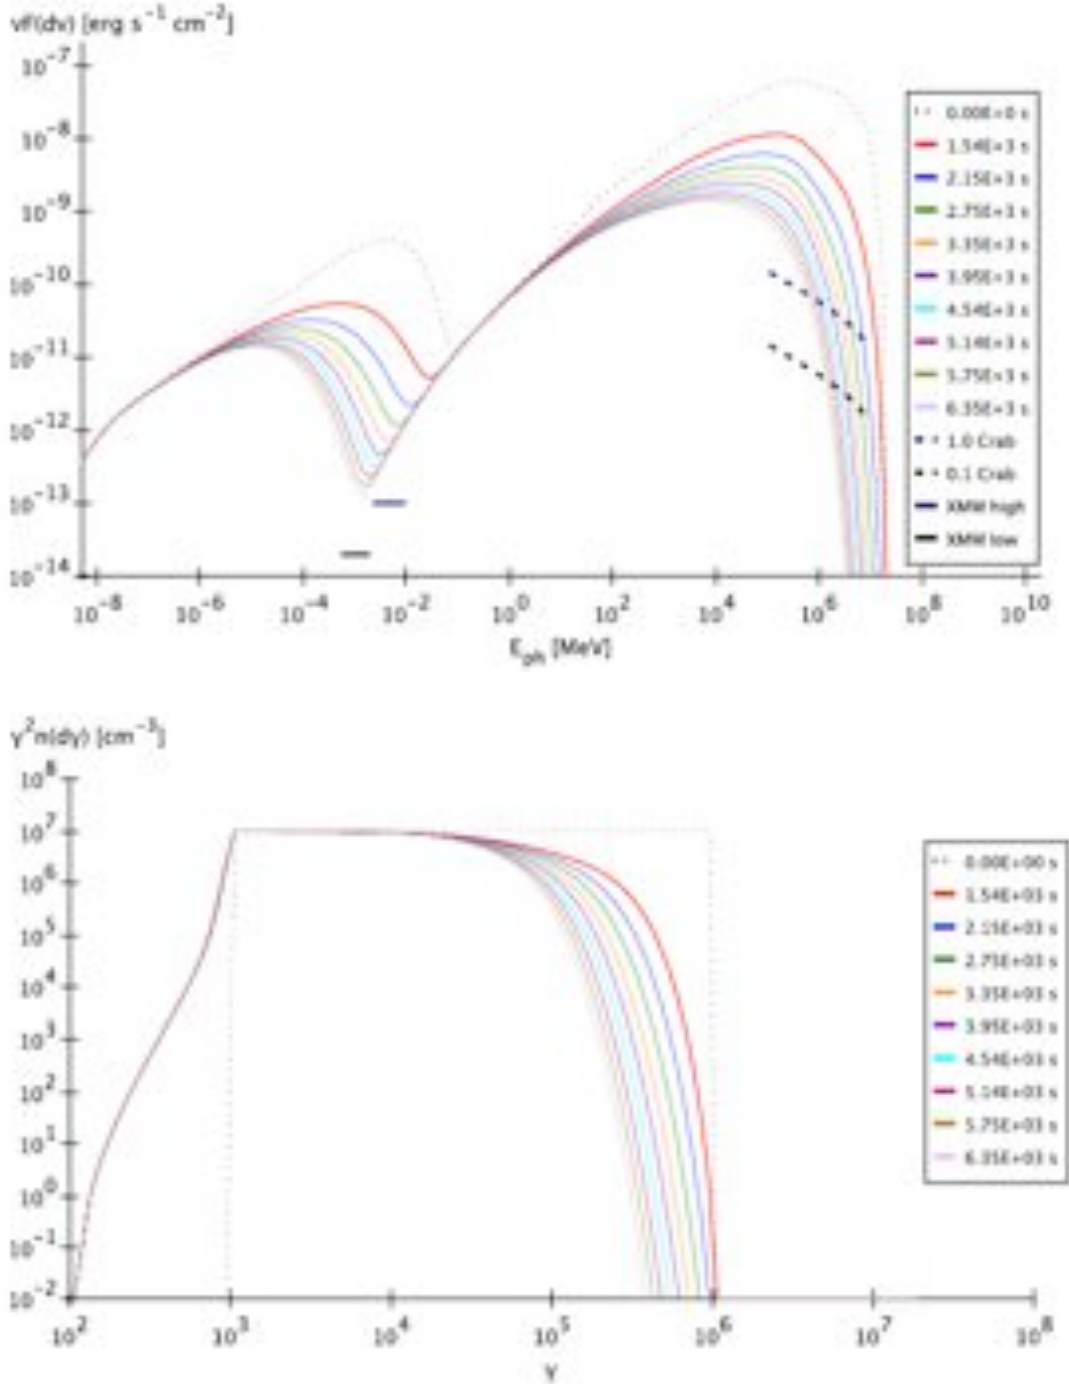 νF(dν) [erg s⁻¹ cm⁻²]
10⁻⁷
10⁻⁸
10⁻⁹
10⁻¹⁰
10⁻¹¹
10⁻¹²
10⁻¹³
10⁻¹⁴
10⁻⁸ 10⁻⁶ 10⁻⁴ 10⁻² 10⁰ 10² 10⁴ 10⁶ 10⁸ 10¹⁰
E_ph [MeV]
0.00E+0 s
1.54E+3 s
2.15E+3 s
2.75E+3 s
3.35E+3 s
3.95E+3 s
4.54E+3 s
5.14E+3 s
5.75E+3 s
6.35E+3 s
1.0 Crab
0.1 Crab
XMW high
XMW low
γ²n(dγ) [cm⁻³]
10⁸
10⁷
10⁶
10⁵
10⁴
10³
10²
10¹
10⁰
10⁻¹
10⁻²
10² 10³ 10⁴ 10⁵ 10⁶ 10⁷ 10⁸
γ
0.00E+00 s
1.54E+03 s
2.15E+03 s
2.75E+03 s
3.35E+03 s
3.95E+03 s
4.54E+03 s
5.14E+03 s
5.75E+03 s
6.35E+03 s